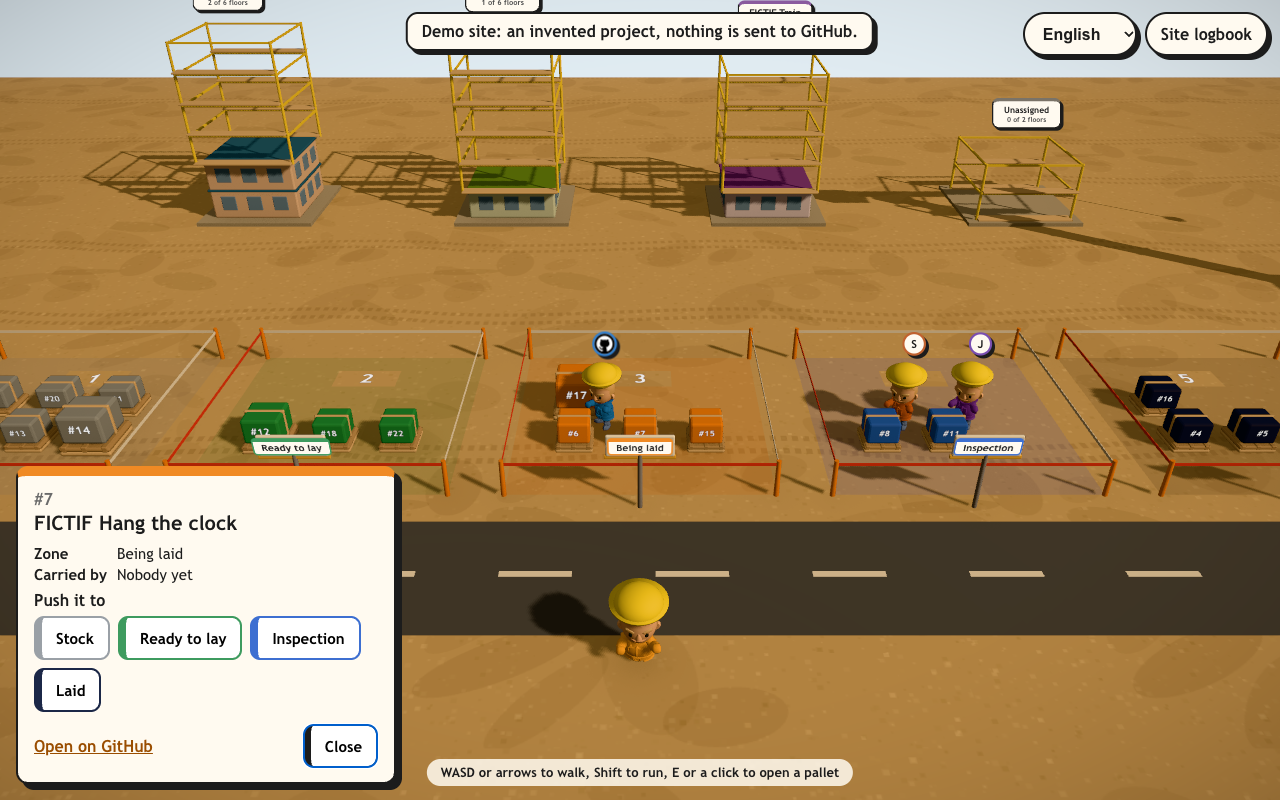 2 of 6 floors
1 of 6 floors
Demo site: an invented project, nothing is sent to GitHub.
English
Site logbook
Unassigned
0 of 2 floors
S
J
1
2
3
5
#20
#17
#16
#13
#14
#12
#18
#22
#6
#7
#15
#8
#11
#4
#5
Ready to lay
Being laid
Inspection
#7
FICTIF Hang the clock
Zone Being laid
Carried by Nobody yet
Push it to
Stock
Ready to lay
Inspection
Laid
Open on GitHub
Close
WASD or arrows to walk, Shift to run, E or a click to open a pallet